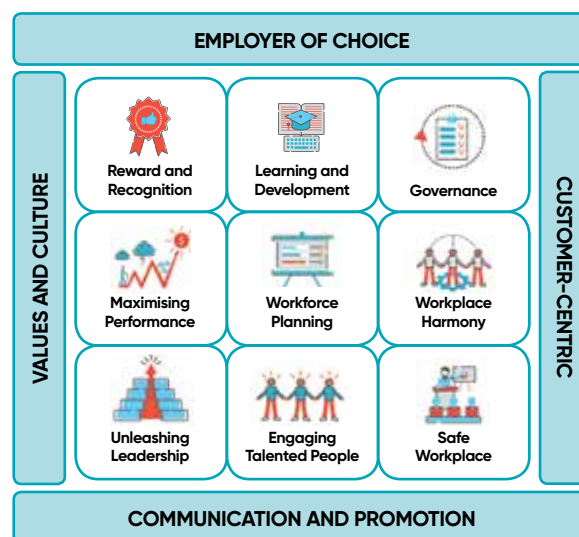 EMPLOYER OF CHOICE
VALUES AND CULTURE
CUSTOMER-CENTRIC
Reward and
Recognition
Learning and
Development
Governance
Maximising
Performance
Workforce
Planning
Workplace
Harmony
Unleashing
Leadership
Engaging
Talented People
Safe
Workplace
COMMUNICATION AND PROMOTION